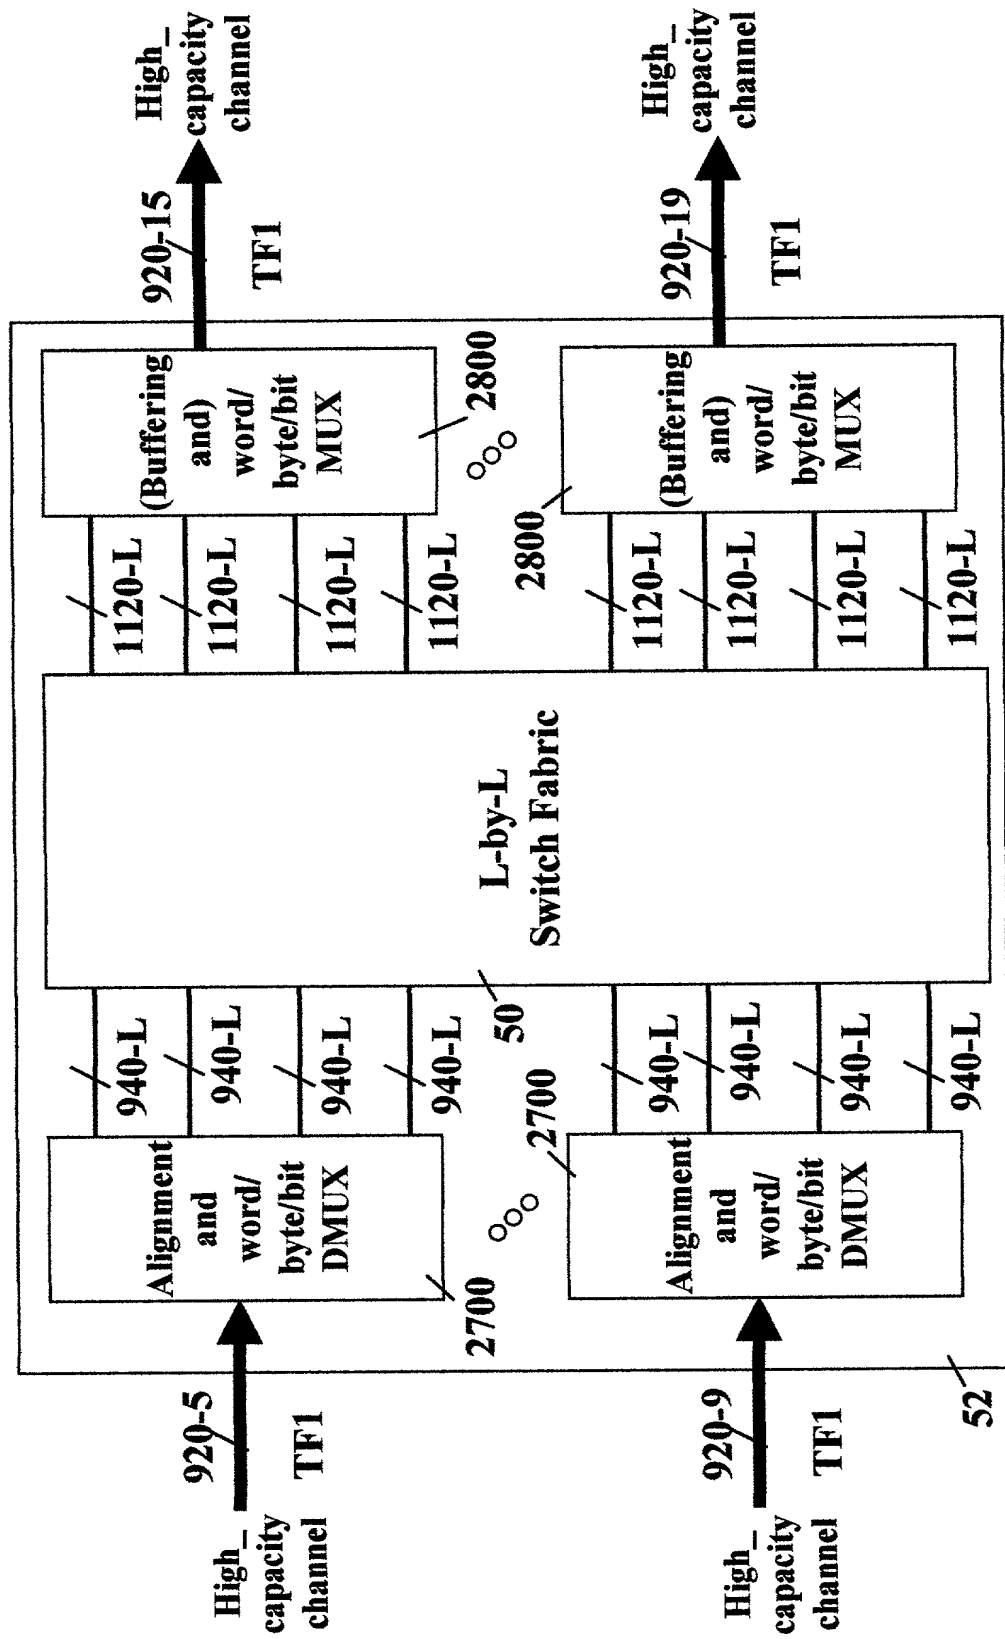 High_
capacity
channel
920-5
TF1
Alignment
and
word/
byte/bit
DMUX
2700
940-L
940-L
940-L
940-L
50
L-by-L
Switch Fabric
1120-L
1120-L
1120-L
1120-L
(Buffering
and)
word/
byte/bit
MUX
2800
920-15
TF1
High_
capacity
channel
High_
capacity
channel
920-9
TF1
2700
Alignment
and
word/
byte/bit
DMUX
940-L
940-L
940-L
940-L
1120-L
1120-L
1120-L
1120-L
2800
(Buffering
and)
word/
byte/bit
MUX
920-19
TF1
High_
capacity
channel
52